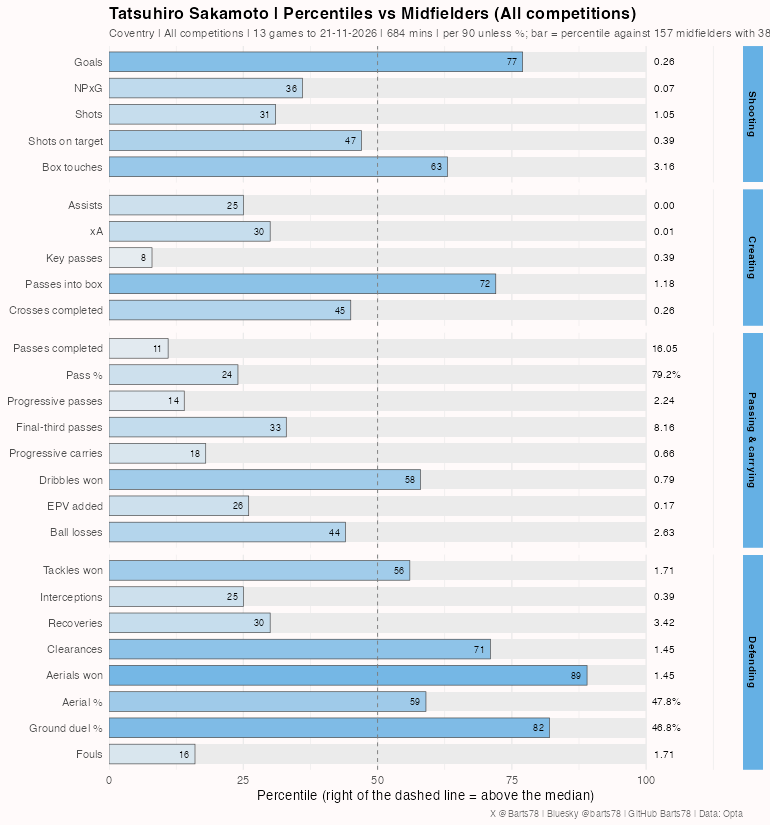 Tatsuhiro Sakamoto | Percentiles vs Midfielders (All competitions)
Coventry | All competitions | 13 games to 21-11-2026 | 684 mins | per 90 unless %; bar = percentile against 157 midfielders with 38
Goals 77 0.26
NPxG 36 0.07
Shots 31 1.05
Shots on target 47 0.39
Box touches 63 3.16
Shooting
Assists 25 0.00
xA 30 0.01
Key passes 8 0.39
Passes into box 72 1.18
Crosses completed 45 0.26
Creating
Passes completed 11 16.05
Pass % 24 79.2%
Progressive passes 14 2.24
Final-third passes 33 8.16
Progressive carries 18 0.66
Dribbles won 58 0.79
EPV added 26 0.17
Ball losses 44 2.63
Passing & carrying
Tackles won 56 1.71
Interceptions 25 0.39
Recoveries 30 3.42
Clearances 71 1.45
Aerials won 89 1.45
Aerial % 59 47.8%
Ground duel % 82 46.8%
Fouls 16 1.71
Defending
0 25 50 75 100
Percentile (right of the dashed line = above the median)
X @Barts78 | Bluesky @barts78 | GitHub Barts78 | Data: Opta